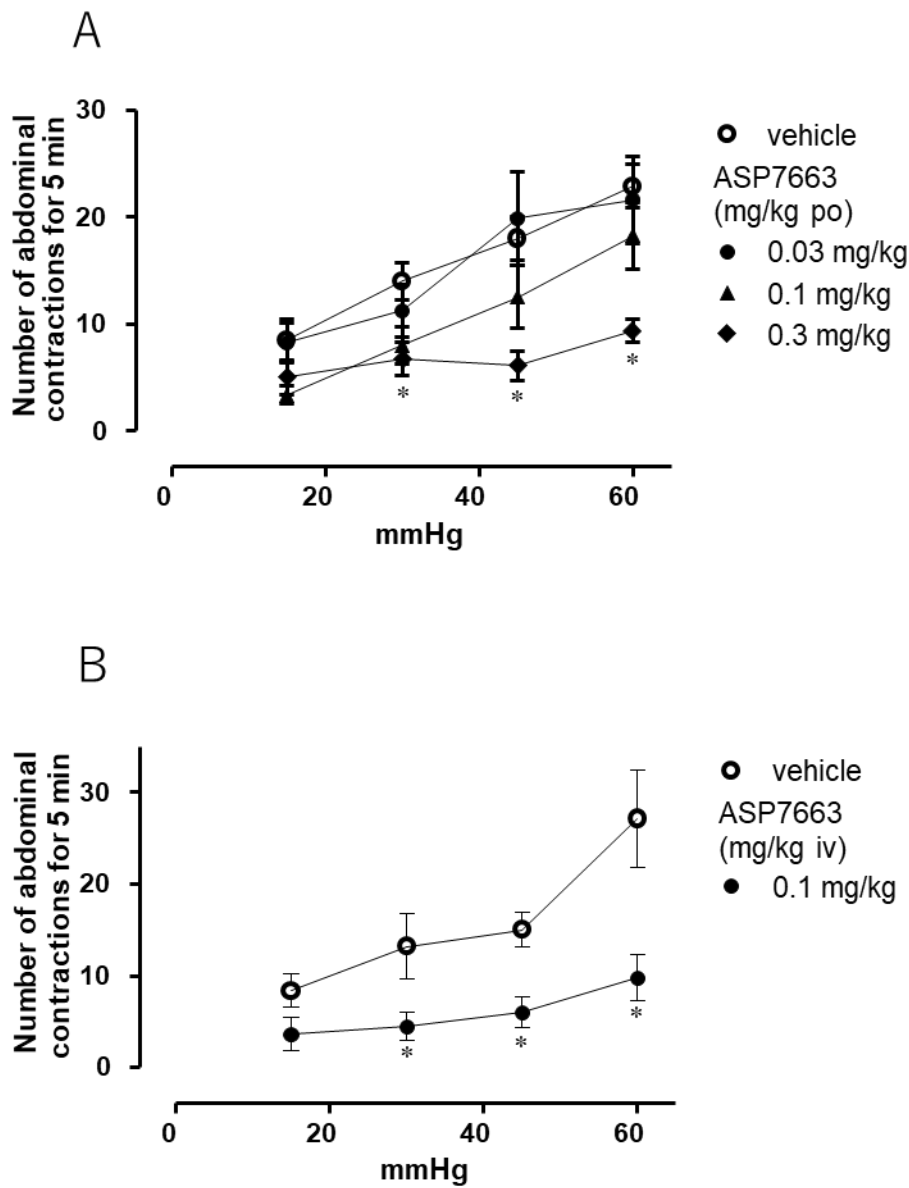 A
Number of abdominal
contractions for 5 min
30
20
10
0
0
20
40
60
mmHg
vehicle
ASP7663
(mg/kg po)
0.03 mg/kg
0.1 mg/kg
0.3 mg/kg
*
*
*
B
Number of abdominal
contractions for 5 min
30
20
10
0
0
20
40
60
mmHg
vehicle
ASP7663
(mg/kg iv)
0.1 mg/kg
*
*
*